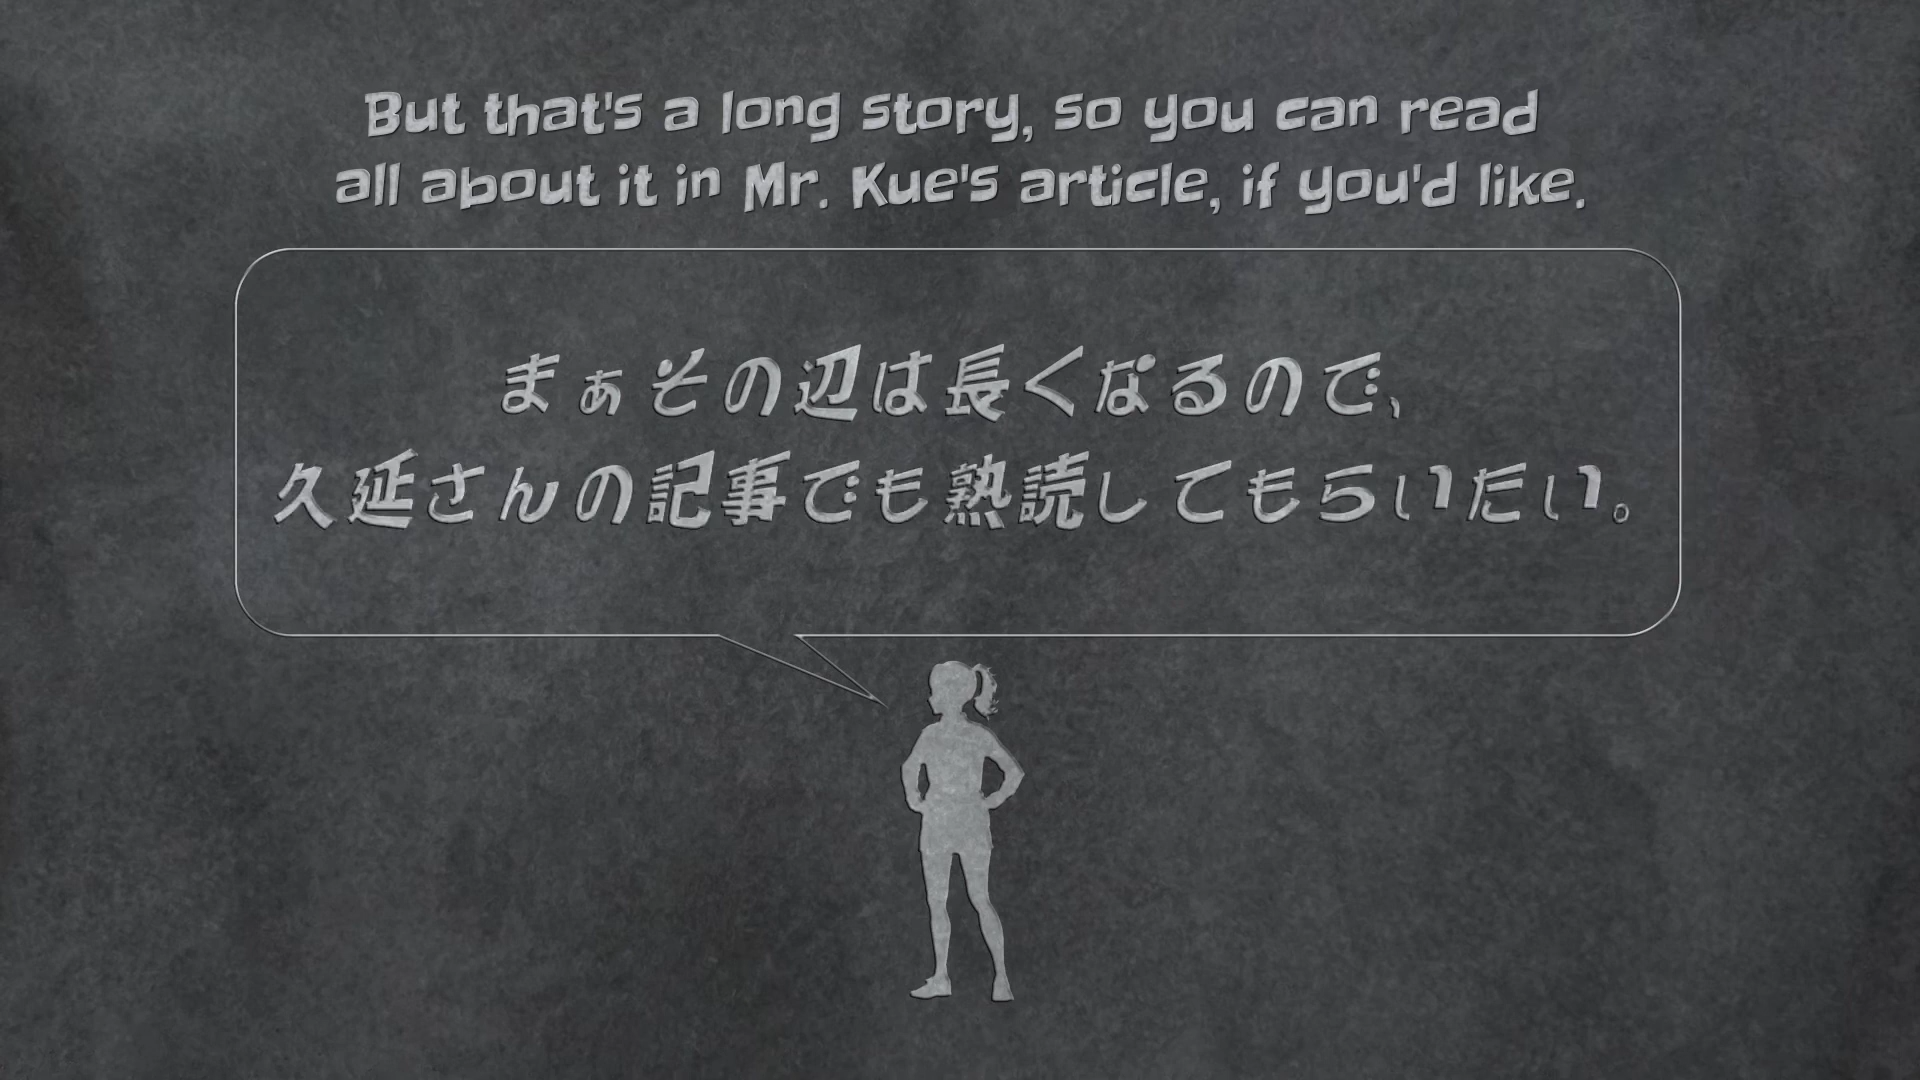 But that's a long story, so you can read
all about it in Mr. Kue's article, if you'd like.
まぁその辺は長くなるので、
久延さんの記事でも熟読してもらいたい。